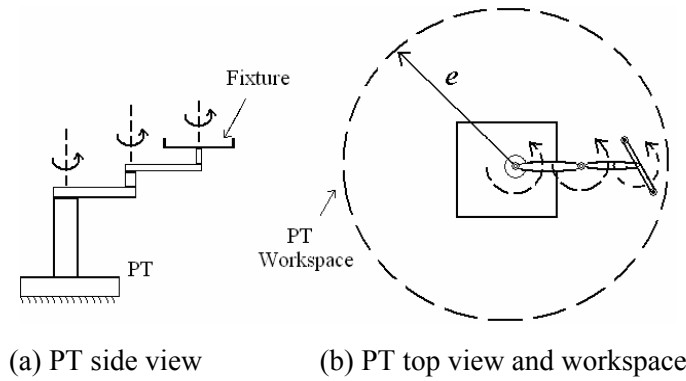 Fixture
PT
e
PT
Workspace
(a) PT side view
(b) PT top view and workspace